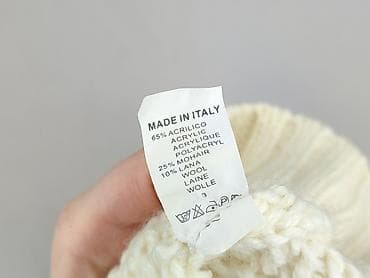 MADE IN ITALY
65% ACRILICO
ACRYLIC
ACRYLIQUE
POLYACRYL
25% MOHAIR
10% LANA
WOOL
LAINE
WOLLE